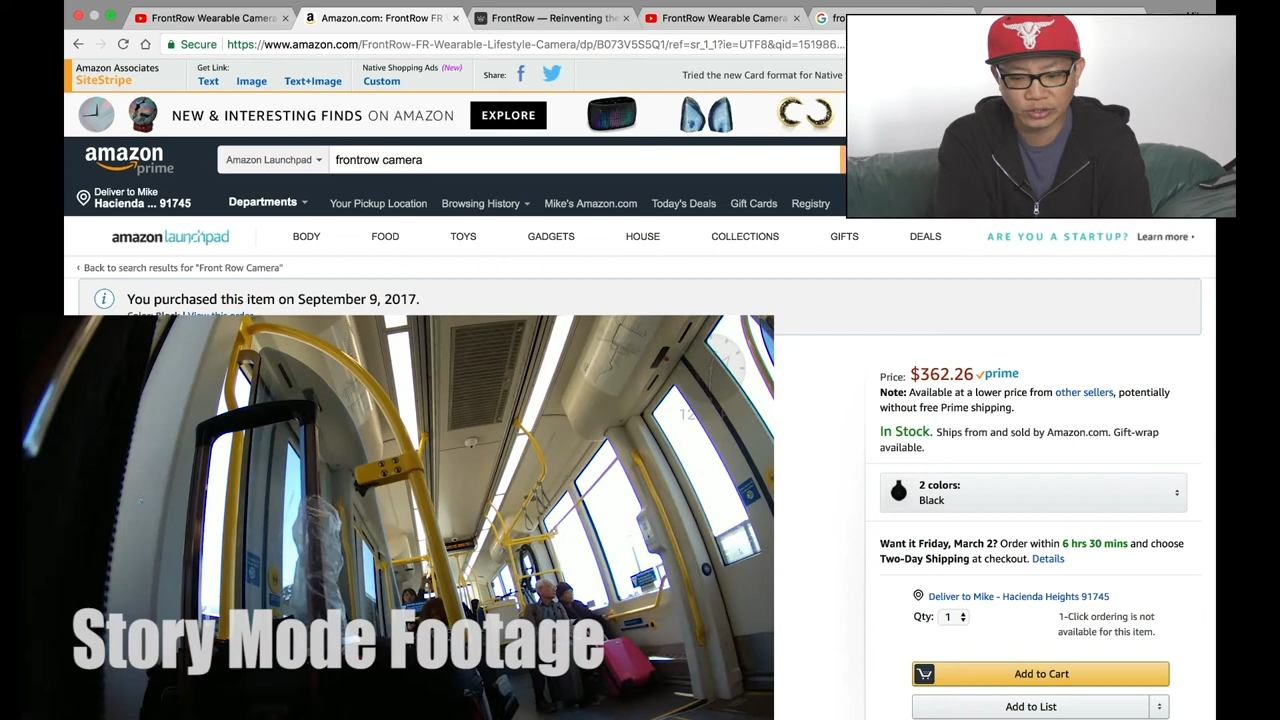 FrontRow Wearable Camera
Amazon.com: FrontRow FR
FrontRow — Reinventing the
FrontRow Wearable Camera
Secure
https://www.amazon.com/FrontRow-FR-Wearable-Lifestyle-Camera/dp/B073V5S5Q1/ref=sr_1_1?ie=UTF8&qid=151986...
Amazon Associates
SiteStripe
Get Link:
Text
Image
Text+Image
Native Shopping Ads (New)
Custom
Share:
Tried the new Card format for Native
NEW & INTERESTING FINDS ON AMAZON
EXPLORE
amazon
prime
Amazon Launchpad
frontrow camera
Deliver to Mike
Hacienda ... 91745
Departments
Your Pickup Location
Browsing History
Mike's Amazon.com
Today's Deals
Gift Cards
Registry
amazon launchpad
BODY
FOOD
TOYS
GADGETS
HOUSE
COLLECTIONS
GIFTS
DEALS
ARE YOU A STARTUP?
Learn more
Back to search results for "Front Row Camera"
You purchased this item on September 9, 2017.
Color: Black | View this order
Price: $362.26 prime
Note: Available at a lower price from other sellers, potentially
without free Prime shipping.
In Stock. Ships from and sold by Amazon.com. Gift-wrap
available.
2 colors:
Black
Want it Friday, March 2? Order within 6 hrs 30 mins and choose
Two-Day Shipping at checkout. Details
Deliver to Mike - Hacienda Heights 91745
Qty: 1
1-Click ordering is not
available for this item.
Add to Cart
Add to List
12
Story Mode Footage